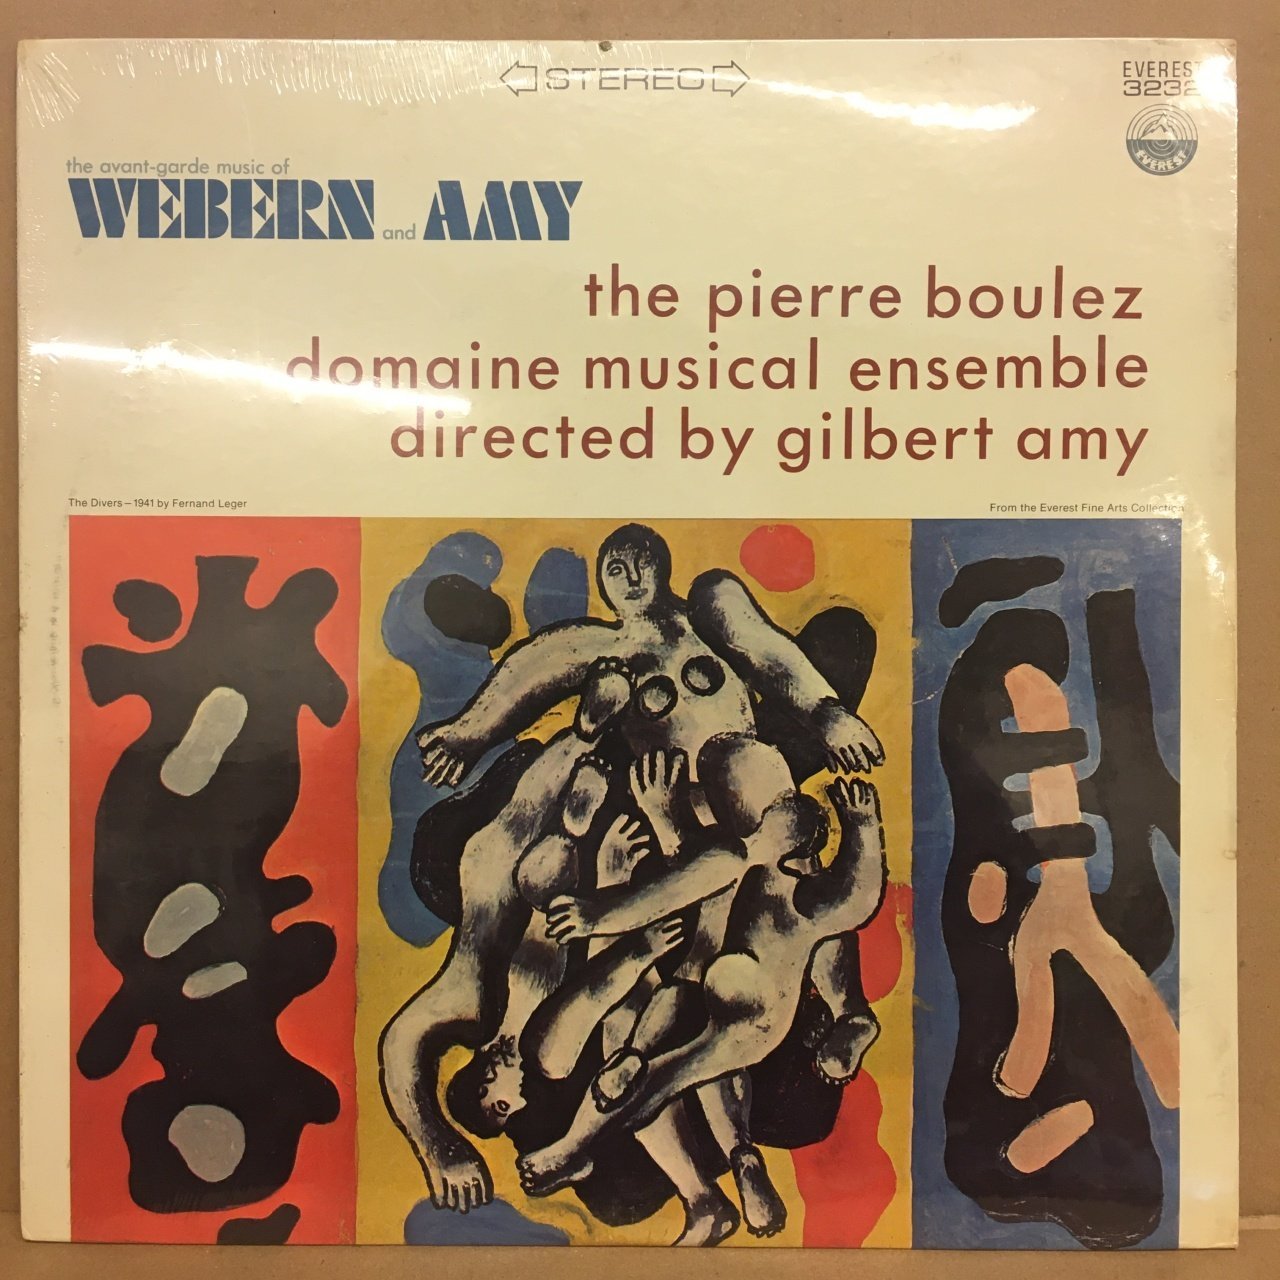 STEREO
EVEREST
3232
EVEREST
the avant-garde music of
WEBERN and AMY
the pierre boulez
domaine musical ensemble
directed by gilbert amy
The Divers—1941 by Fernand Leger
From the Everest Fine Arts Collection